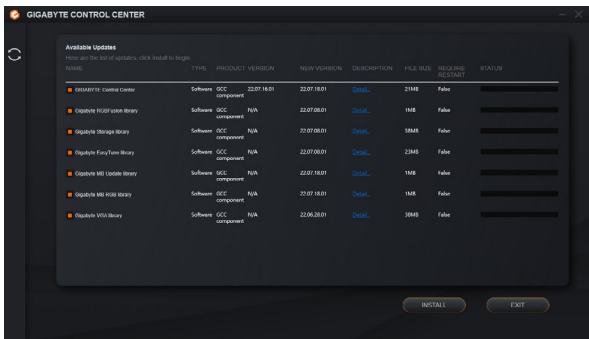 GIGABYTE CONTROL CENTER
Available Updates
Here are the list of updates, click install to begin.
NAME TYPE PRODUCT VERSION NEW VERSION DESCRIPTION FILE SIZE REQUIRE RESTART STATUS
GIGABYTE Control Center Software GCC component 22.07.16.01 22.07.18.01 Detail... 21MB False
Gigabyte RGBFusion library Software GCC component N/A 22.07.08.01 Detail... 1MB False
Gigabyte Storage library Software GCC component N/A 22.07.08.01 Detail... 58MB False
Gigabyte EasyTune library Software GCC component N/A 22.07.08.01 Detail... 23MB False
Gigabyte MB Update library Software GCC component N/A 22.07.18.01 Detail... 1MB False
Gigabyte MB RGB library Software GCC component N/A 22.07.18.01 Detail... 1MB False
Gigabyte VGA library Software GCC component N/A 22.06.28.01 Detail... 30MB False
INSTALL EXIT